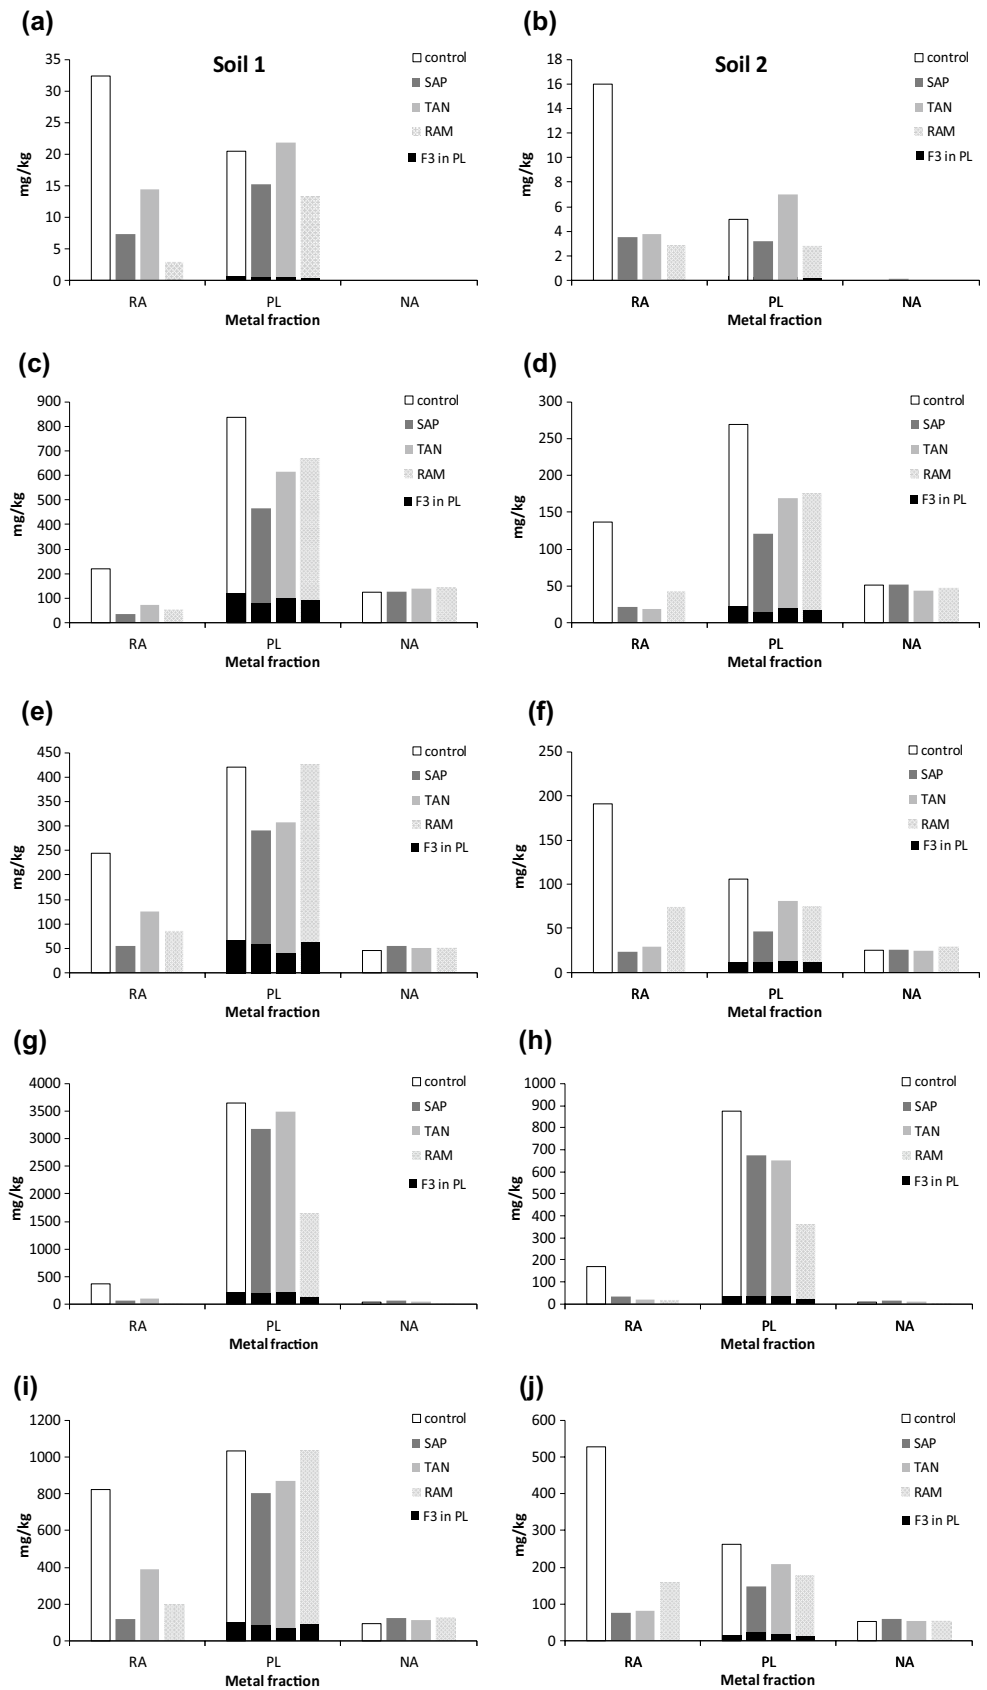 (a)
Soil 1
mg/kg
35
30
25
20
15
10
5
0
RA PL NA
Metal fraction
control
SAP
TAN
RAM
F3 in PL
(b)
Soil 2
mg/kg
18
16
14
12
10
8
6
4
2
0
RA PL NA
Metal fraction
control
SAP
TAN
RAM
F3 in PL
(c)
mg/kg
900
800
700
600
500
400
300
200
100
0
RA PL NA
Metal fraction
control
SAP
TAN
RAM
F3 in PL
(d)
mg/kg
300
250
200
150
100
50
0
RA PL NA
Metal fraction
control
SAP
TAN
RAM
F3 in PL
(e)
mg/kg
450
400
350
300
250
200
150
100
50
0
RA PL NA
Metal fraction
control
SAP
TAN
RAM
F3 in PL
(f)
mg/kg
250
200
150
100
50
0
RA PL NA
Metal fraction
control
SAP
TAN
RAM
F3 in PL
(g)
mg/kg
4000
3500
3000
2500
2000
1500
1000
500
0
RA PL NA
Metal fraction
control
SAP
TAN
RAM
F3 in PL
(h)
mg/kg
1000
900
800
700
600
500
400
300
200
100
0
RA PL NA
Metal fraction
control
SAP
TAN
RAM
F3 in PL
(i)
mg/kg
1200
1000
800
600
400
200
0
RA PL NA
Metal fraction
control
SAP
TAN
RAM
F3 in PL
(j)
mg/kg
600
500
400
300
200
100
0
RA PL NA
Metal fraction
control
SAP
TAN
RAM
F3 in PL